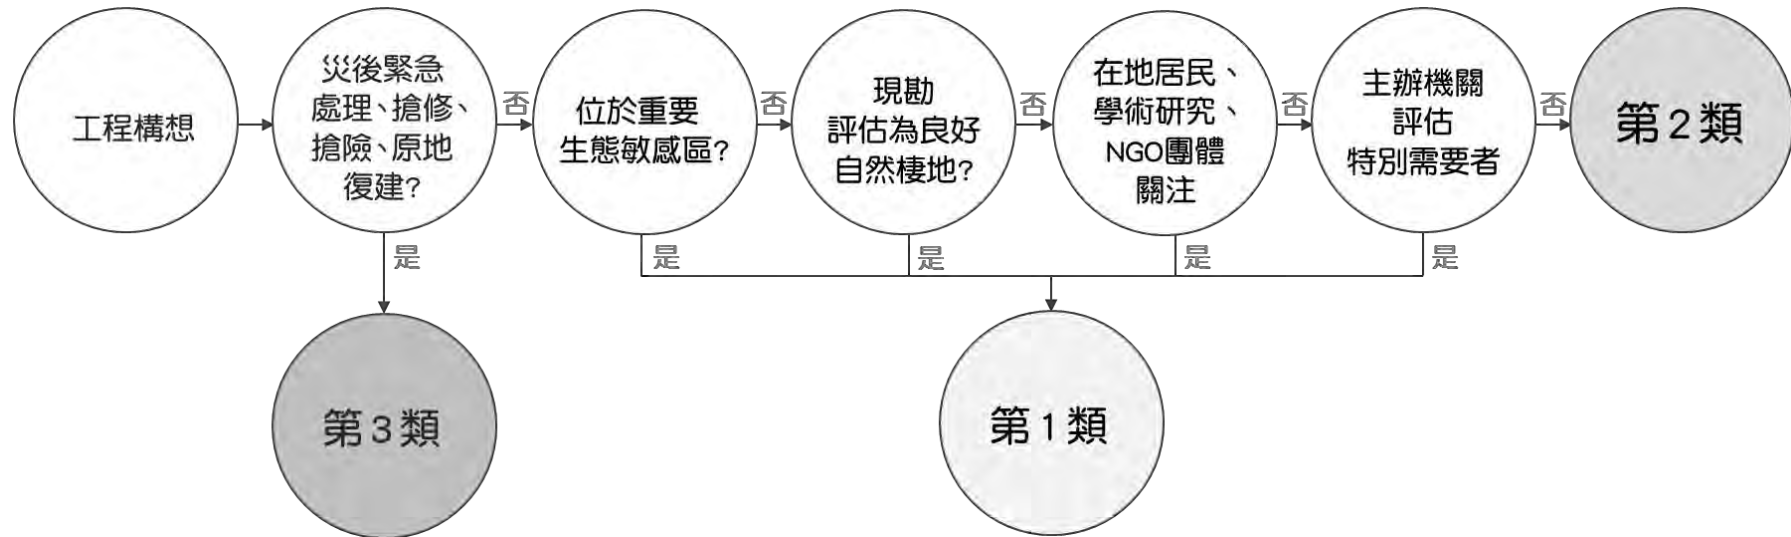 工程構想
災後緊急
處理、搶修、
搶險、原地
復建?
否
位於重要
生態敏感區?
否
現勘
評估為良好
自然棲地?
否
在地居民、
學術研究、
NGO團體
關注
否
主辦機關
評估
特別需要者
否
第2類
是
是
是
是
是
第3類
第1類